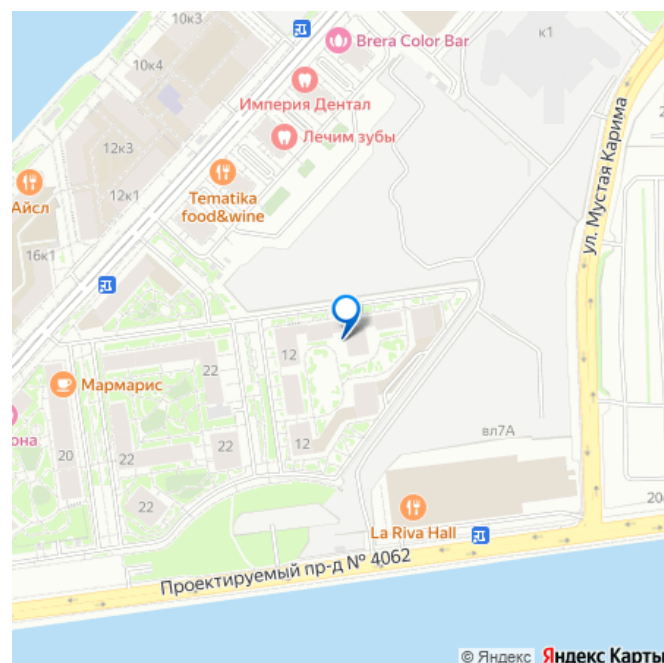 10к3
10к4
Brera Color Bar
к1
Империя Дентал
Лечим зубы
12к3
12к1
Айсл
Tematika
food&wine
ул. Мустая Карима
16к1
12
22
Мармарис
она
20
22
22
12
22
вл7А
La Riva Hall
Проектируемый пр-д № 4062
© Яндекс Яндекс Карты